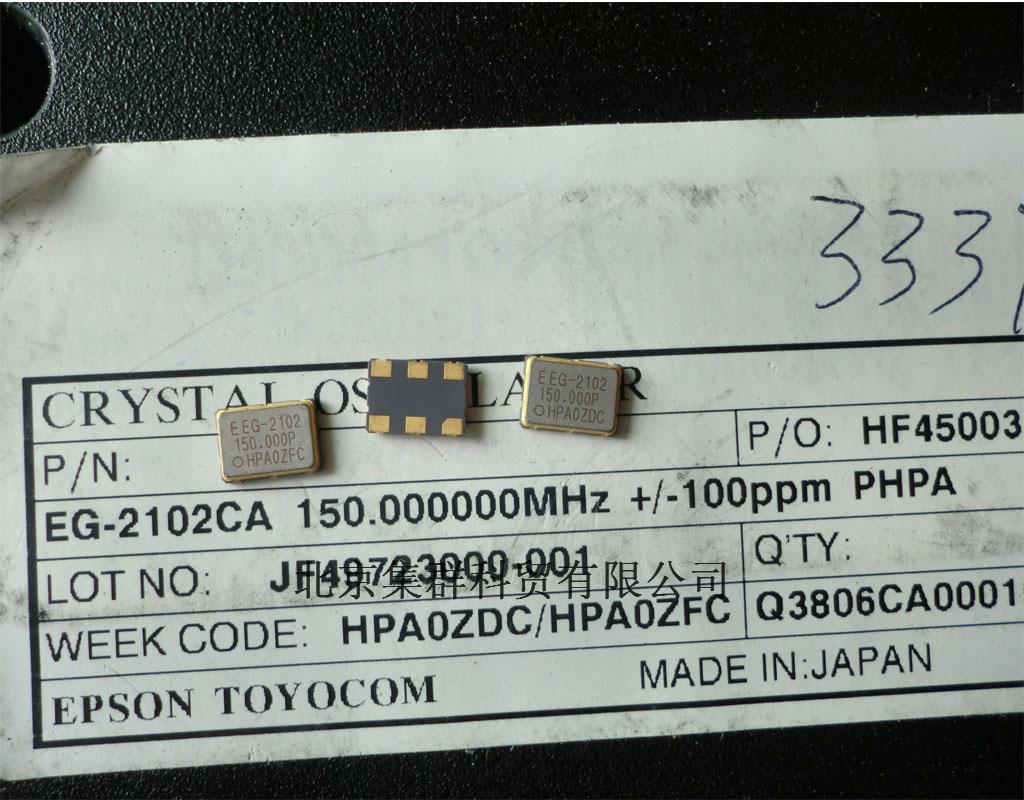 333
CRYSTAL OS LA R
EEG-2102
150.000P
HPA0ZFC
EEG-2102
150.000P
HPA0ZDC
P/N:
P/O: HF45003
EG-2102CA 150.000000MHz +/-100ppm PHPA
LOT NO: JF49723000-001
Q'TY:
北京集群科贸有限公司
WEEK CODE: HPA0ZDC/HPA0ZFC
Q3806CA0001
EPSON TOYOCOM
MADE IN:JAPAN